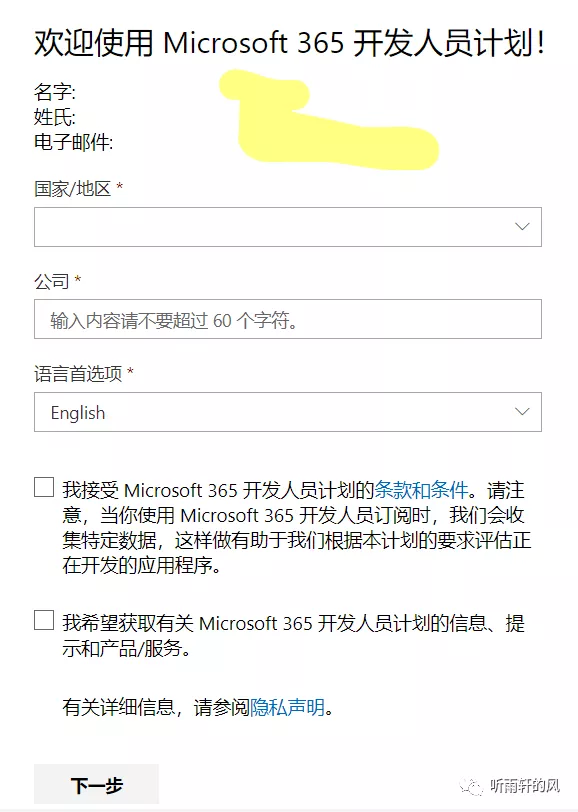 欢迎使用 Microsoft 365 开发人员计划！
名字:
姓氏:
电子邮件:
国家/地区 *
公司 *
输入内容请不要超过 60 个字符。
语言首选项 *
English
我接受 Microsoft 365 开发人员计划的条款和条件。请注
意，当你使用 Microsoft 365 开发人员订阅时，我们会收
集特定数据，这样做有助于我们根据本计划的要求评估正
在开发的应用程序。
我希望获取有关 Microsoft 365 开发人员计划的信息、提
示和产品/服务。
有关详细信息，请参阅隐私声明。
下一步
听雨轩的风